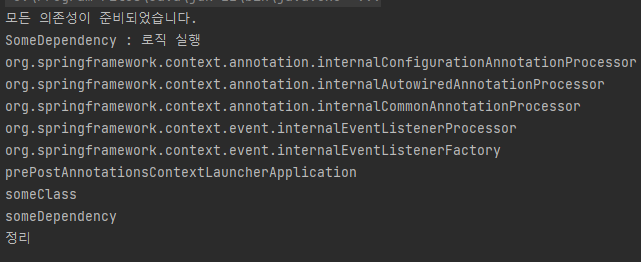 모든 의존성이 준비되었습니다.
SomeDependency : 로직 실행
org.springframework.context.annotation.internalConfigurationAnnotationProcessor
org.springframework.context.annotation.internalAutowiredAnnotationProcessor
org.springframework.context.annotation.internalCommonAnnotationProcessor
org.springframework.context.event.internalEventListenerProcessor
org.springframework.context.event.internalEventListenerFactory
prePostAnnotationsContextLauncherApplication
someClass
someDependency
정리